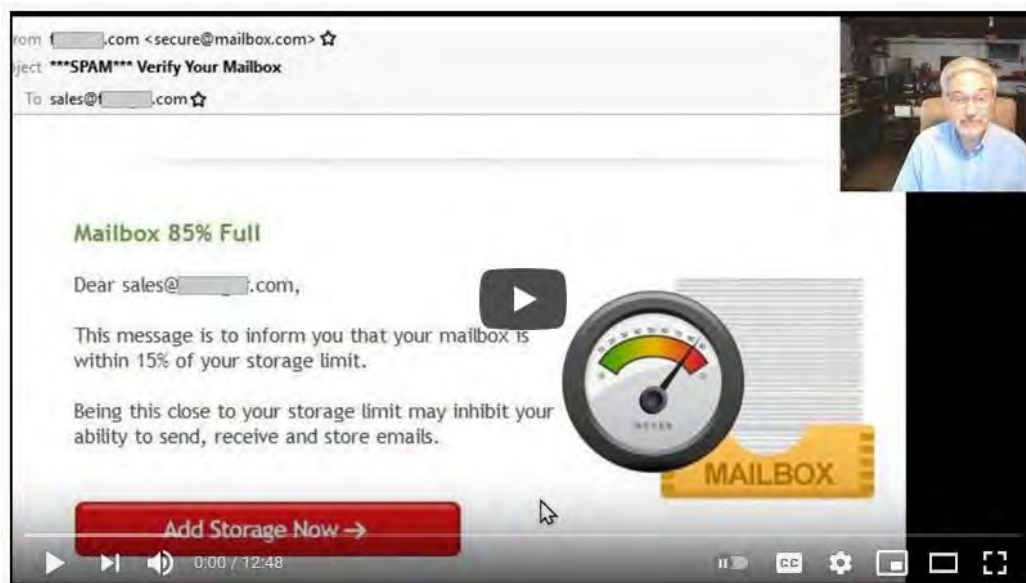 from f .com <secure@mailbox.com>
ject ***SPAM*** Verify Your Mailbox
To sales@f .com
Mailbox 85% Full
Dear sales@ .com,
This message is to inform you that your mailbox is
within 15% of your storage limit.
Being this close to your storage limit may inhibit your
ability to send, receive and store emails.
MAILBOX
Add Storage Now →
0:00 / 12:48
CC